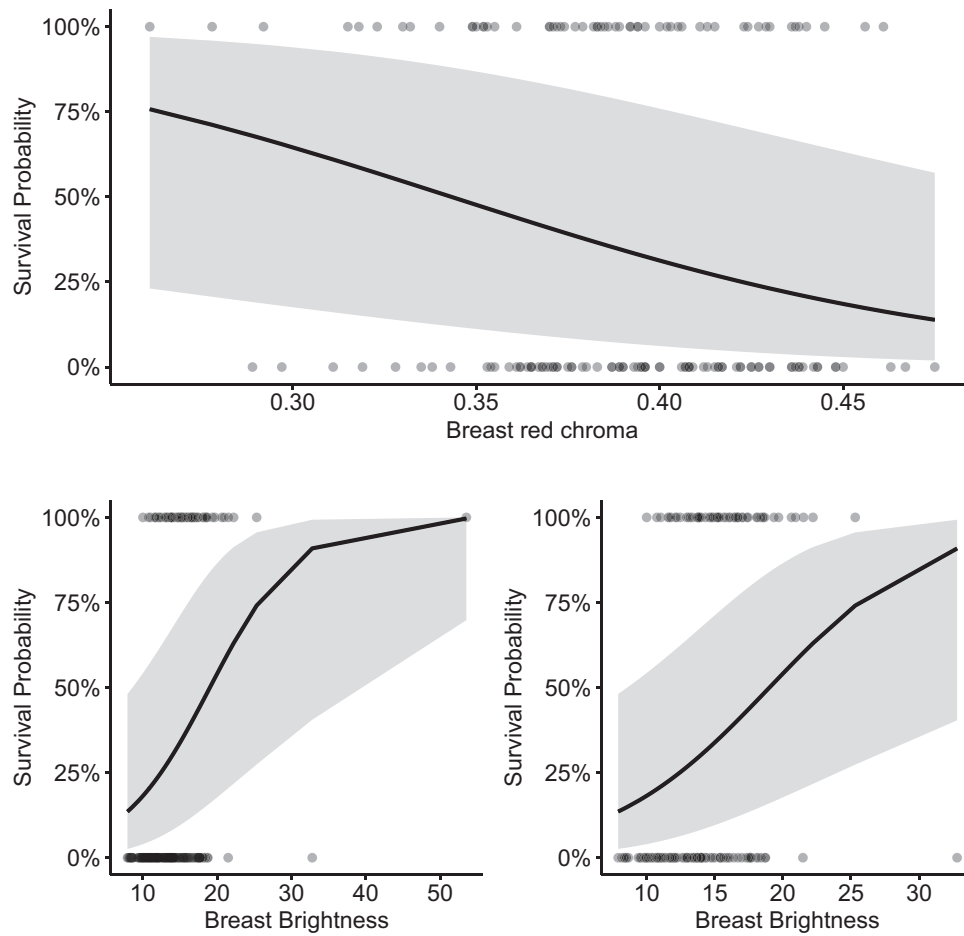 100%
75%
50%
25%
0%
Survival Probability
0.30 0.35 0.40 0.45
Breast red chroma
100%
75%
50%
25%
0%
Survival Probability
10 20 30 40 50
Breast Brightness
100%
75%
50%
25%
0%
Survival Probability
10 15 20 25 30
Breast Brightness